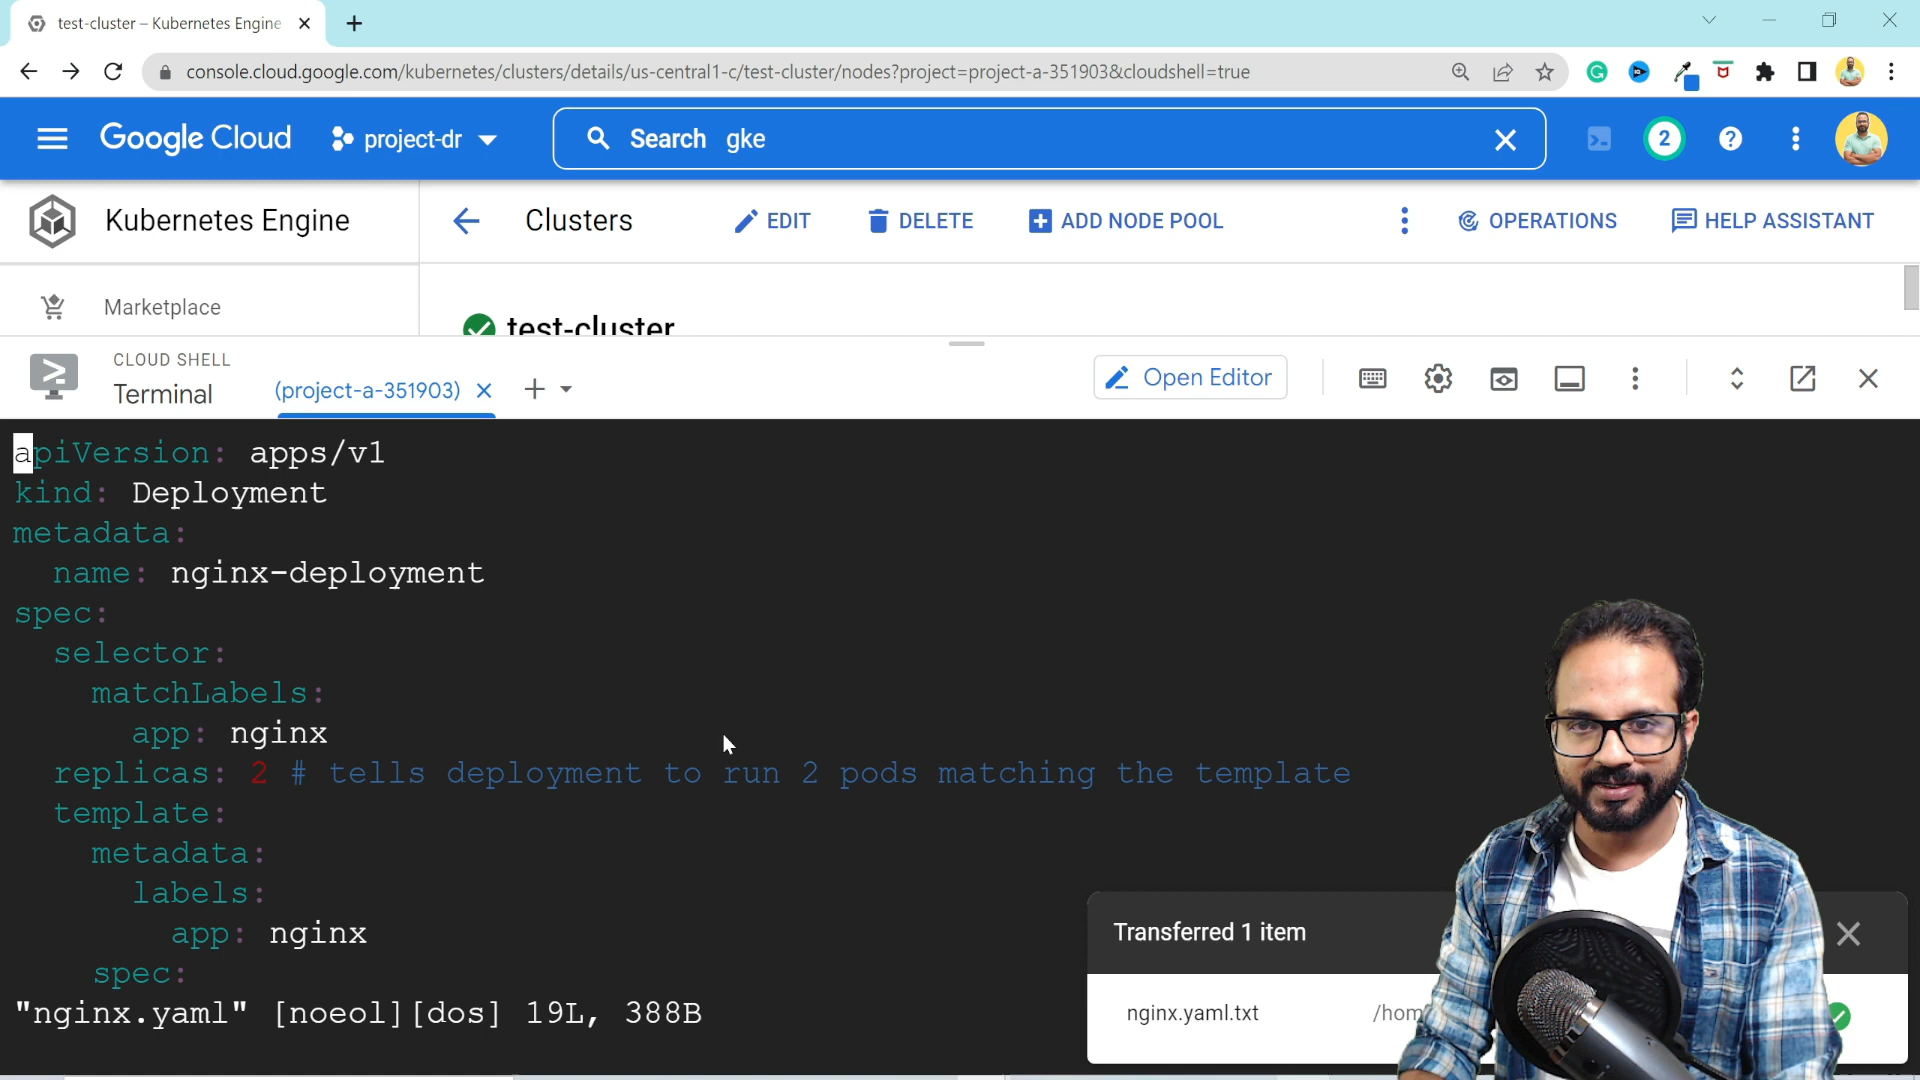 test-cluster – Kubernetes Engine
console.cloud.google.com/kubernetes/clusters/details/us-central1-c/test-cluster/nodes?project=project-a-351903&cloudshell=true
Google Cloud
project-dr
Search gke
2
Kubernetes Engine
Clusters
EDIT
DELETE
ADD NODE POOL
OPERATIONS
HELP ASSISTANT
Marketplace
test-cluster
CLOUD SHELL
Terminal
(project-a-351903)
Open Editor
apiVersion: apps/v1
kind: Deployment
metadata:
  name: nginx-deployment
spec:
  selector:
    matchLabels:
      app: nginx
  replicas: 2 # tells deployment to run 2 pods matching the template
  template:
    metadata:
      labels:
        app: nginx
    spec:
"nginx.yaml" [noeol][dos] 19L, 388B
Transferred 1 item
nginx.yaml.txt
/hom